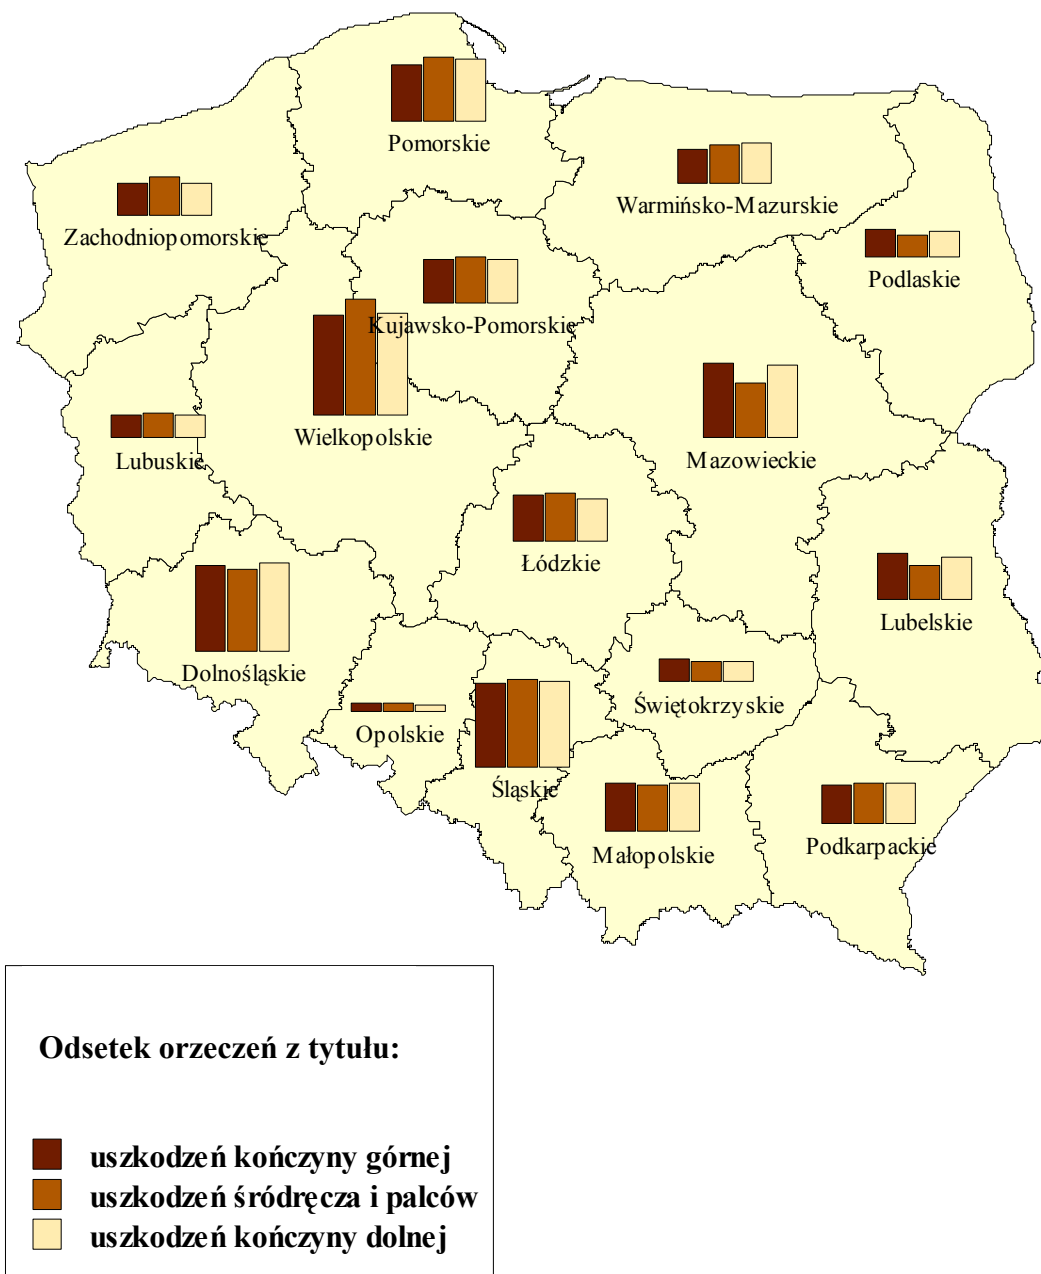 Pomorskie
Warmińsko-Mazurskie
Zachodniopomorskie
Podlaskie
Kujawsko-Pomorskie
Wielkopolskie
Lubuskie
Mazowieckie
Łódzkie
Lubelskie
Dolnośląskie
Świętokrzyskie
Opolskie
Śląskie
Małopolskie
Podkarpackie
Odsetek orzeczeń z tytułu:
uszkodzeń kończyny górnej
uszkodzeń śródręcza i palców
uszkodzeń kończyny dolnej